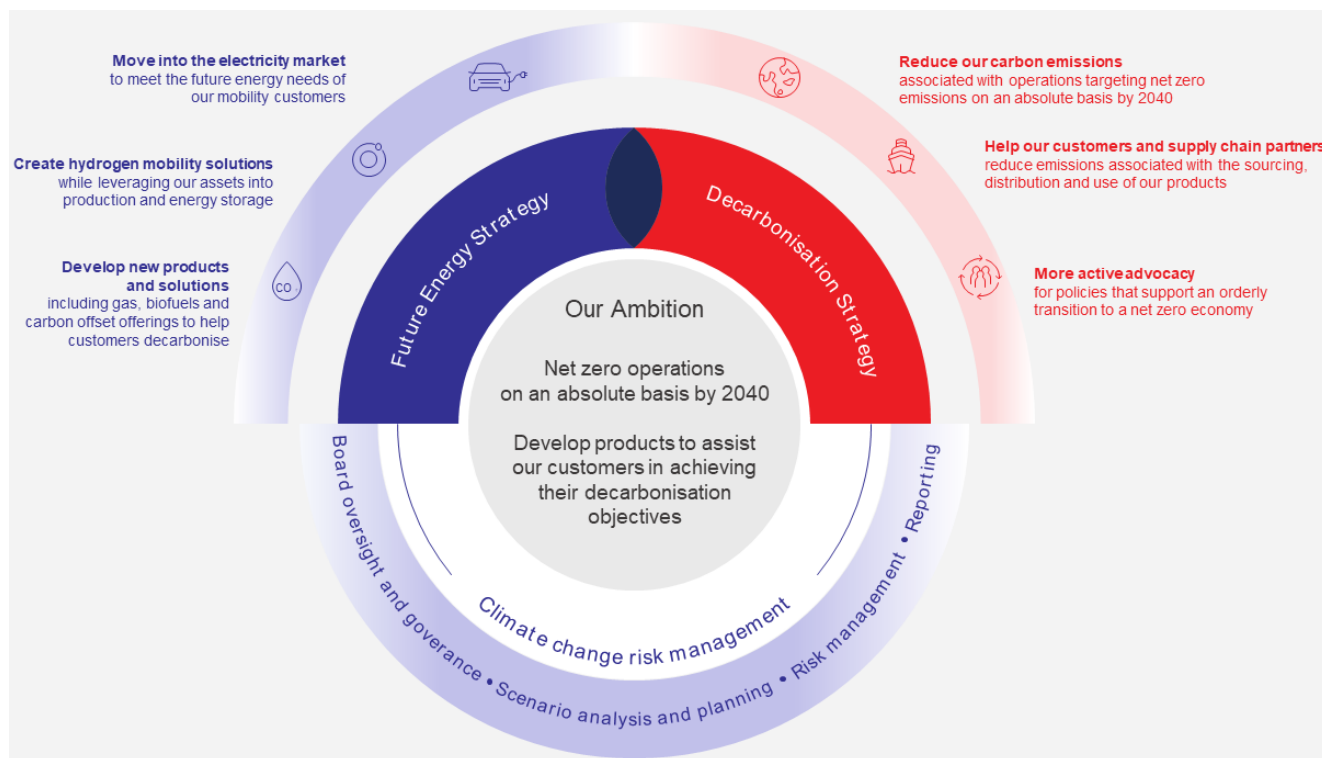 Move into the electricity market
to meet the future energy needs of
our mobility customers
Create hydrogen mobility solutions
while leveraging our assets into
production and energy storage
Develop new products
and solutions
including gas, biofuels and
carbon offset offerings to help
customers decarbonise
CO
Reduce our carbon emissions
associated with operations targeting net zero
emissions on an absolute basis by 2040
Help our customers and supply chain partners
reduce emissions associated with the sourcing,
distribution and use of our products
More active advocacy
for policies that support an orderly
transition to a net zero economy
Future Energy Strategy
Decarbonisation Strategy
Our Ambition
Net zero operations
on an absolute basis by 2040
Develop products to assist
our customers in achieving
their decarbonisation
objectives
Climate change risk management
Board oversight and goverance • Scenario analysis and planning • Risk management • Reporting